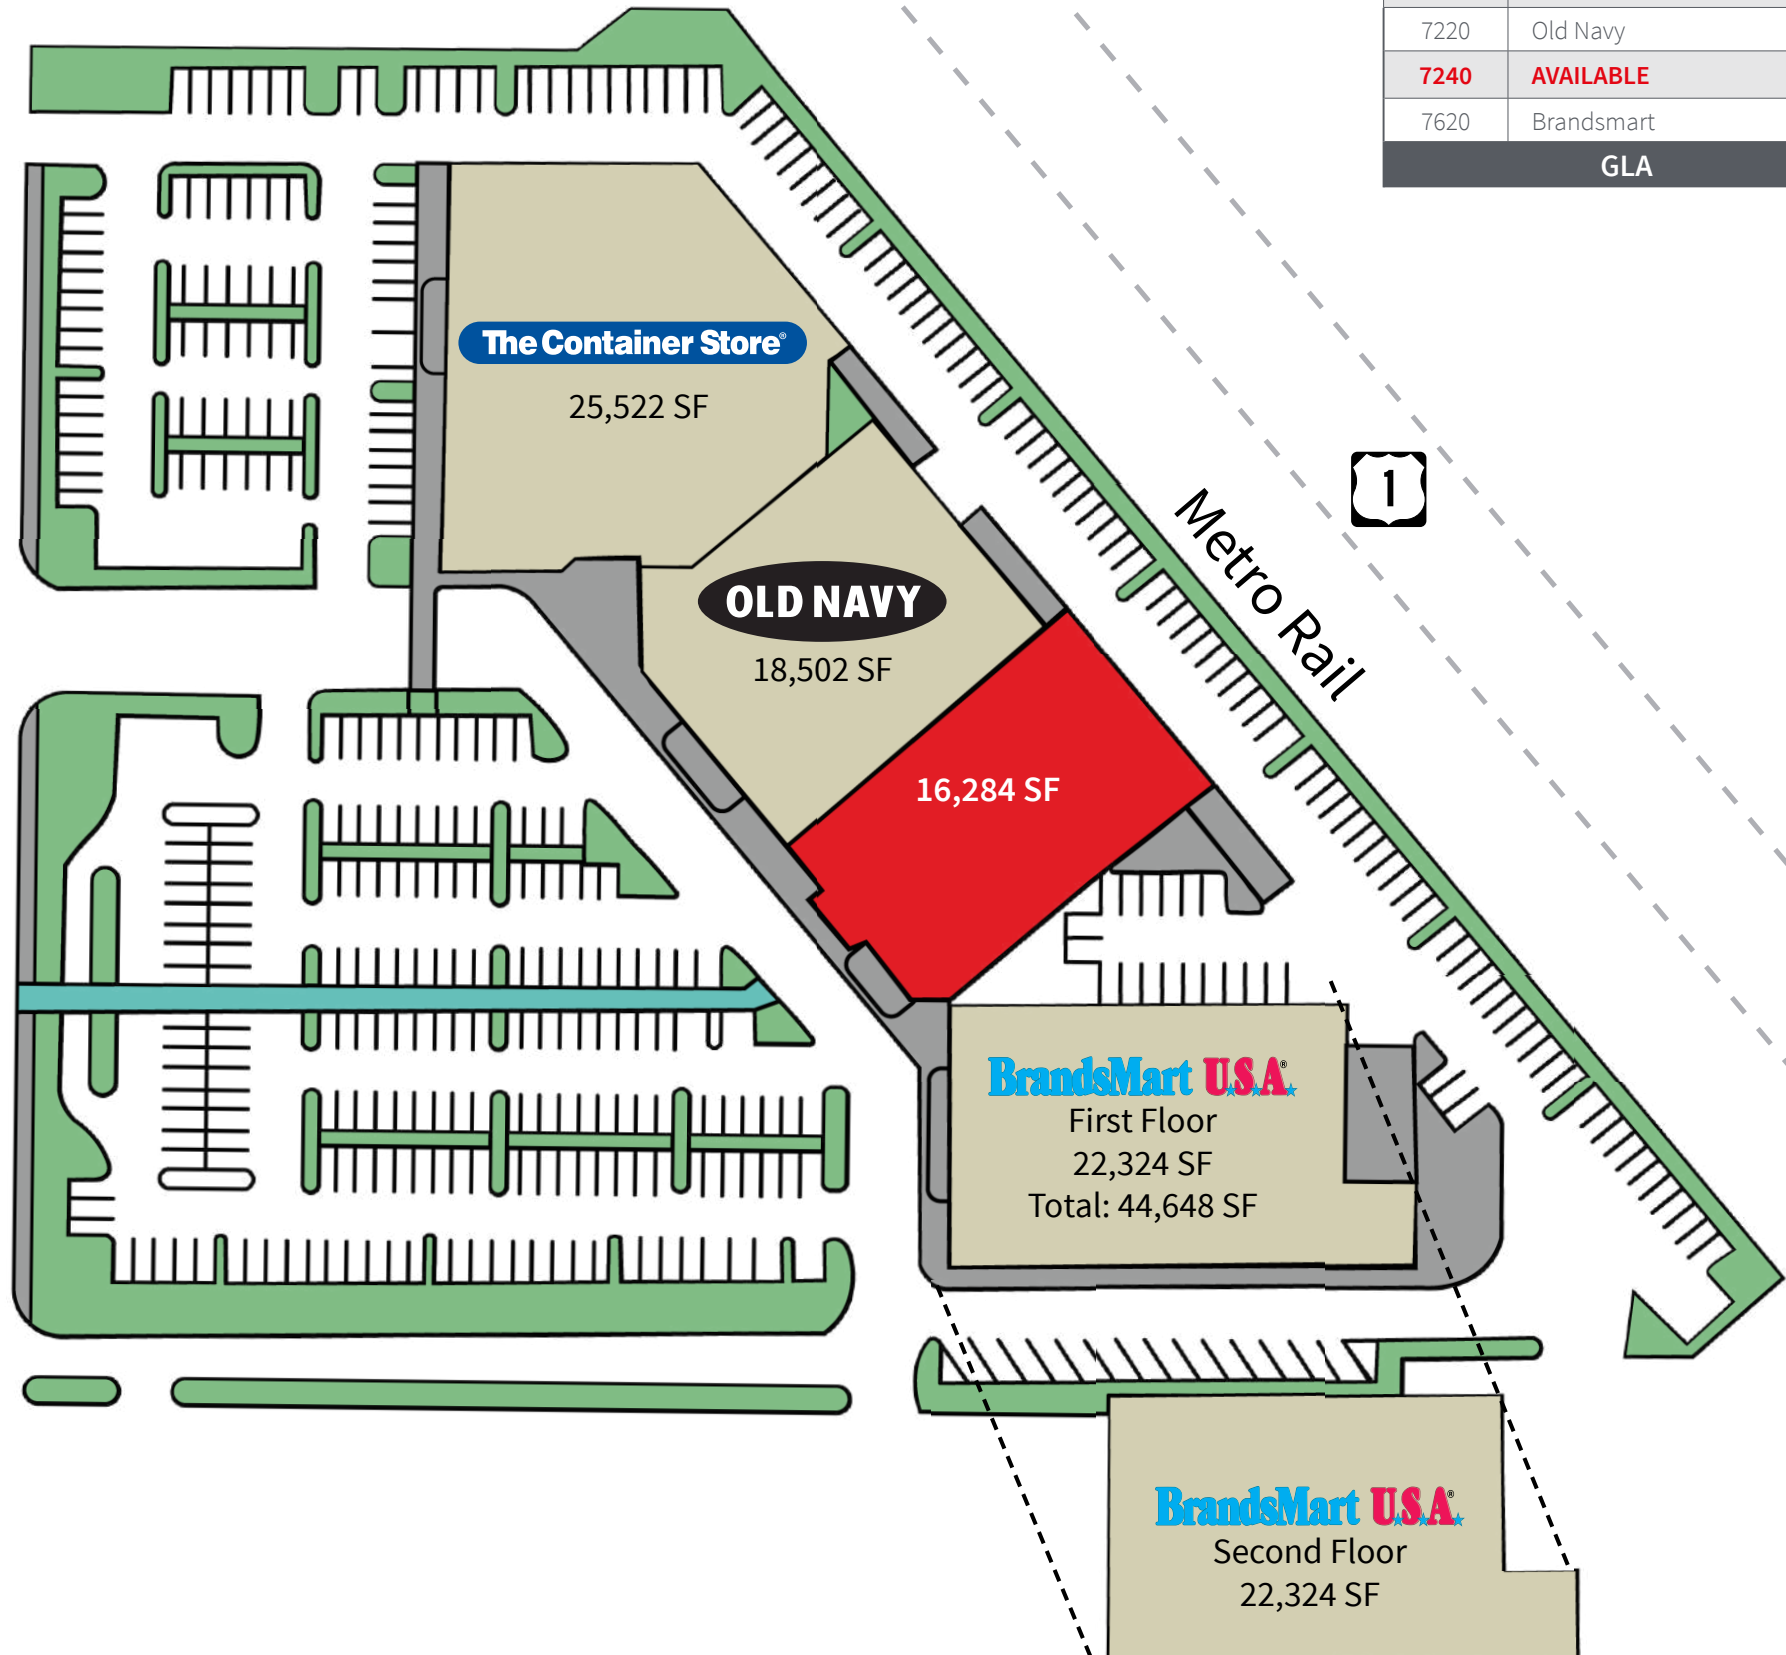 7220 Old Navy
7240 AVAILABLE
7620 Brandsmart
GLA
The Container Store®
25,522 SF
1
Metro Rail
OLD NAVY
18,502 SF
16,284 SF
BrandsMart U.S.A.®
First Floor
22,324 SF
Total: 44,648 SF
BrandsMart U.S.A.®
Second Floor
22,324 SF